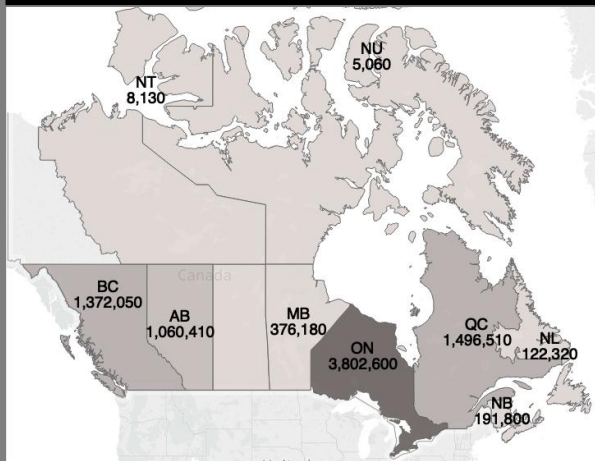 NU
5,060
NT
8,130
Canada
BC
1,372,050
AB
1,060,410
MB
376,180
ON
3,802,600
QC
1,496,510
NL
122,320
NB
191,800